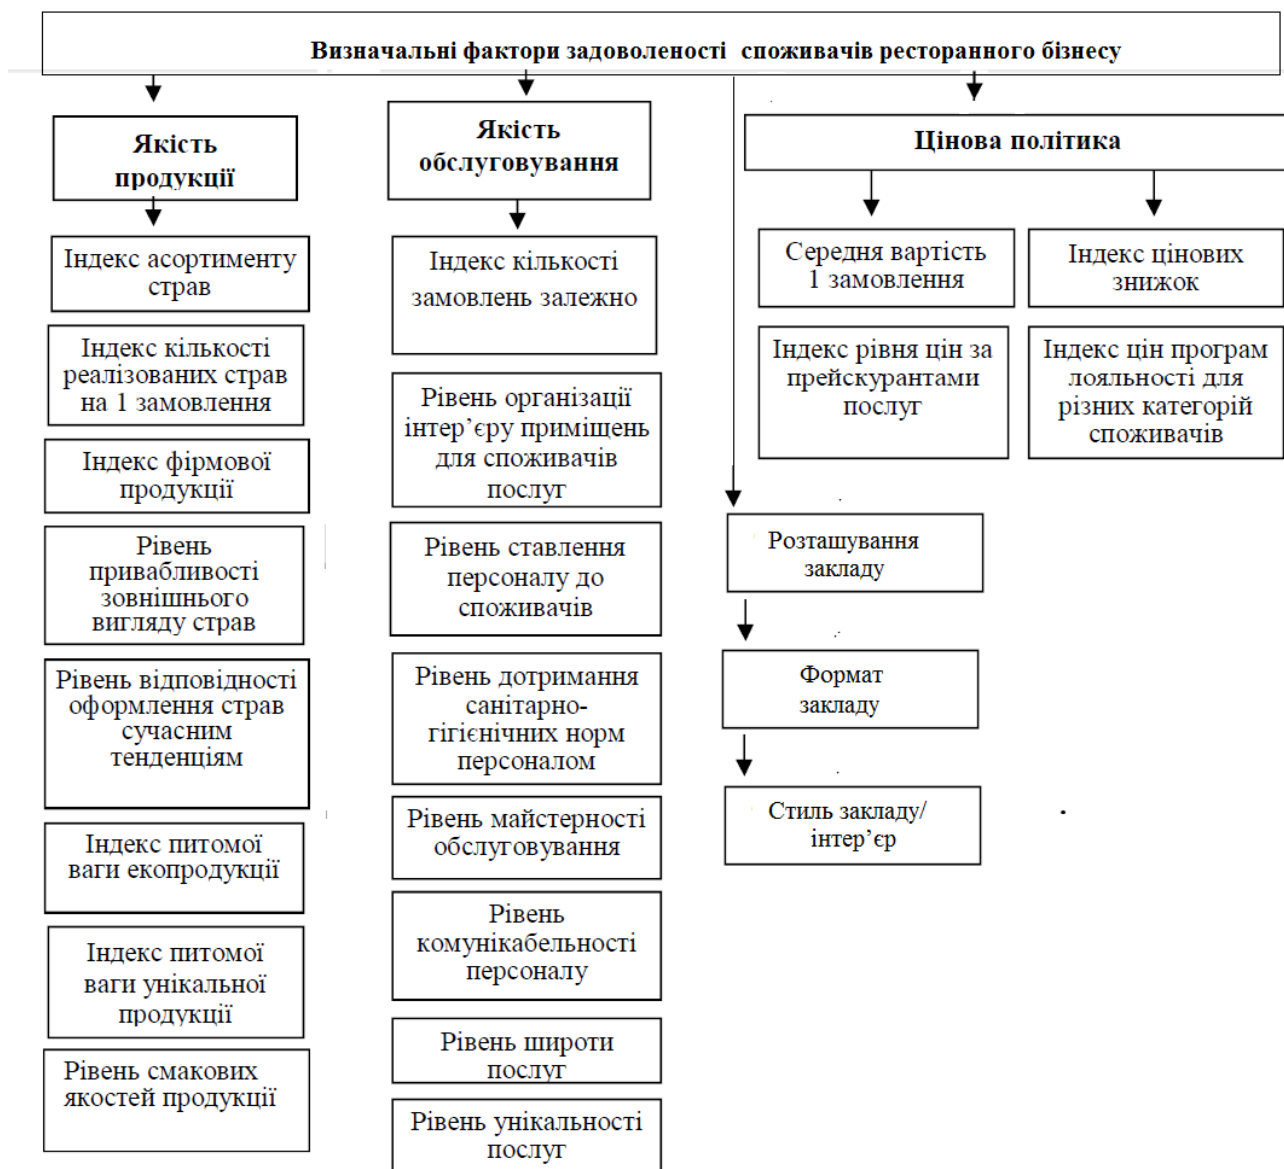 Визначальні фактори задоволеності споживачів ресторанного бізнесу
Якість
продукції
Індекс асортименту
страв
Індекс кількості
реалізованих страв
на 1 замовлення
Індекс фірмової
продукції
Рівень
привабливості
зовнішнього
вигляду страв
Рівень відповідності
оформлення страв
сучасним
тенденціям
Індекс питомої
ваги екопродукції
Індекс питомої
ваги унікальної
продукції
Рівень смакових
якостей продукції
Якість
обслуговування
Індекс кількості
замовлень залежно
Рівень організації
інтер’єру приміщень
для споживачів
послуг
Рівень ставлення
персоналу до
споживачів
Рівень дотримання
санітарно-
гігієнічних норм
персоналом
Рівень майстерності
обслуговування
Рівень
комунікабельності
персоналу
Рівень широти
послуг
Рівень унікальності
послуг
Цінова політика
Середня вартість
1 замовлення
Індекс рівня цін за
прейскурантами
послуг
Індекс цінових
знижок
Індекс цін програм
лояльності для
різних категорій
споживачів
Розташування
закладу
Формат
закладу
Стиль закладу/
інтер’єр